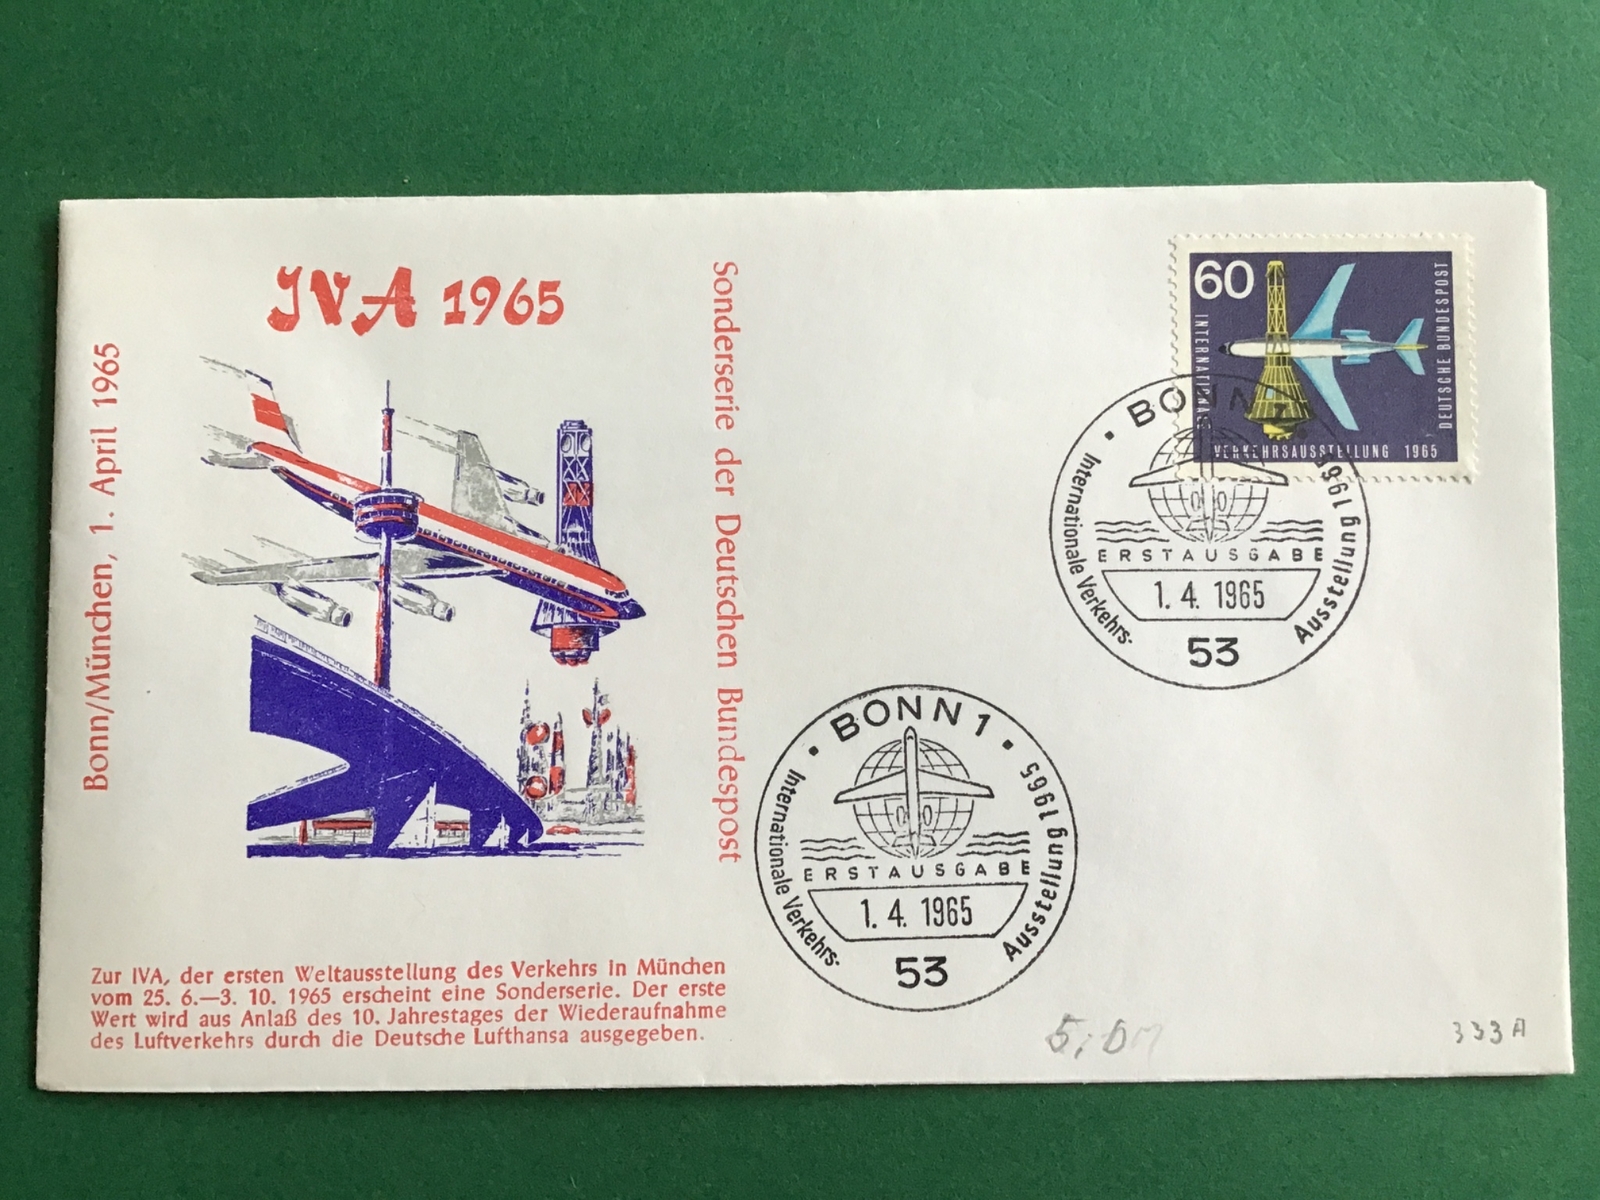 IVA 1965
Bonn/München, 1. April 1965
Sonderserie der Deutschen Bundespost
Zur IVA, der ersten Weltausstellung des Verkehrs in München
vom 25. 6.—3. 10. 1965 erscheint eine Sonderserie. Der erste
Wert wird aus Anlaß des 10. Jahrestages der Wiederaufnahme
des Luftverkehrs durch die Deutsche Lufthansa ausgegeben.
60
INTERNATIONALE
VERKEHRSAUSSTELLUNG 1965
DEUTSCHE BUNDESPOST
BONN 1
Internationale Verkehrs-
Ausstellung 1965
ERSTAUSGABE
1. 4. 1965
53
BONN 1
Internationale Verkehrs-
Ausstellung 1965
ERSTAUSGABE
1. 4. 1965
53
333A